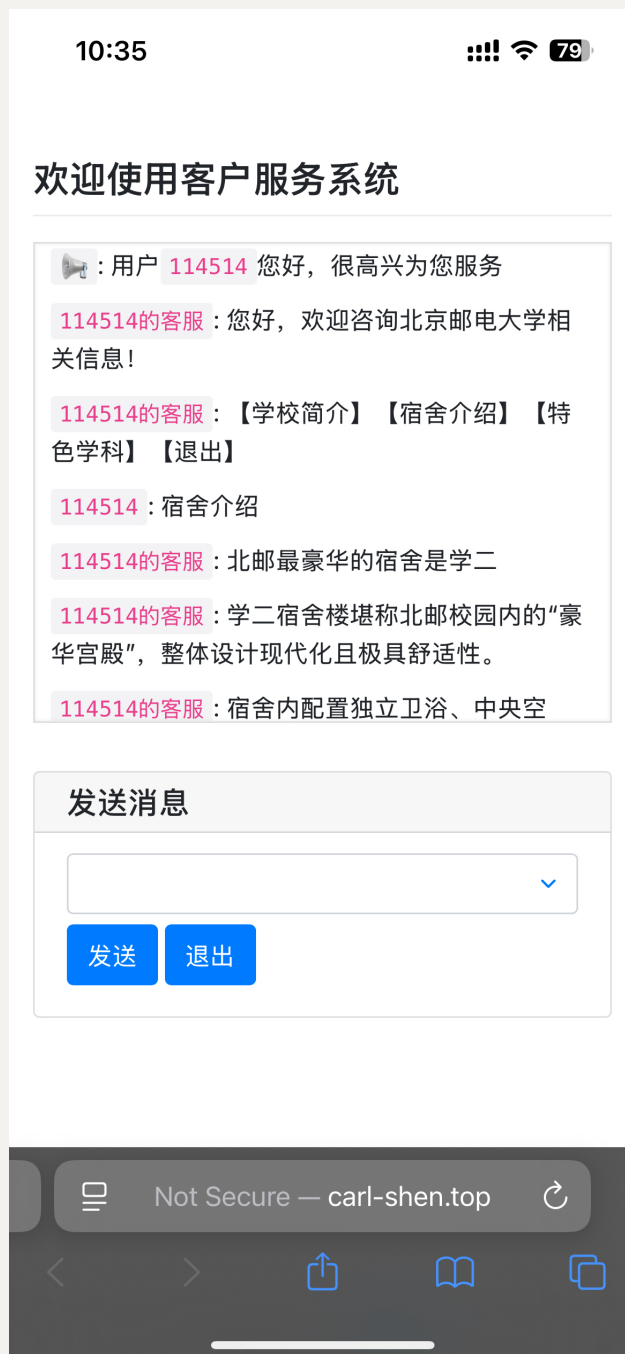 10:35
79
欢迎使用客户服务系统
: 用户 114514 您好，很高兴为您服务
114514的客服 : 您好，欢迎咨询北京邮电大学相
关信息！
114514的客服 : 【学校简介】【宿舍介绍】【特
色学科】【退出】
114514 : 宿舍介绍
114514的客服 : 北邮最豪华的宿舍是学二
114514的客服 : 学二宿舍楼堪称北邮校园内的“豪
华宫殿”，整体设计现代化且极具舒适性。
114514的客服 : 宿舍内配置独立卫浴、中央空
发送消息
发送 退出
Not Secure — carl-shen.top